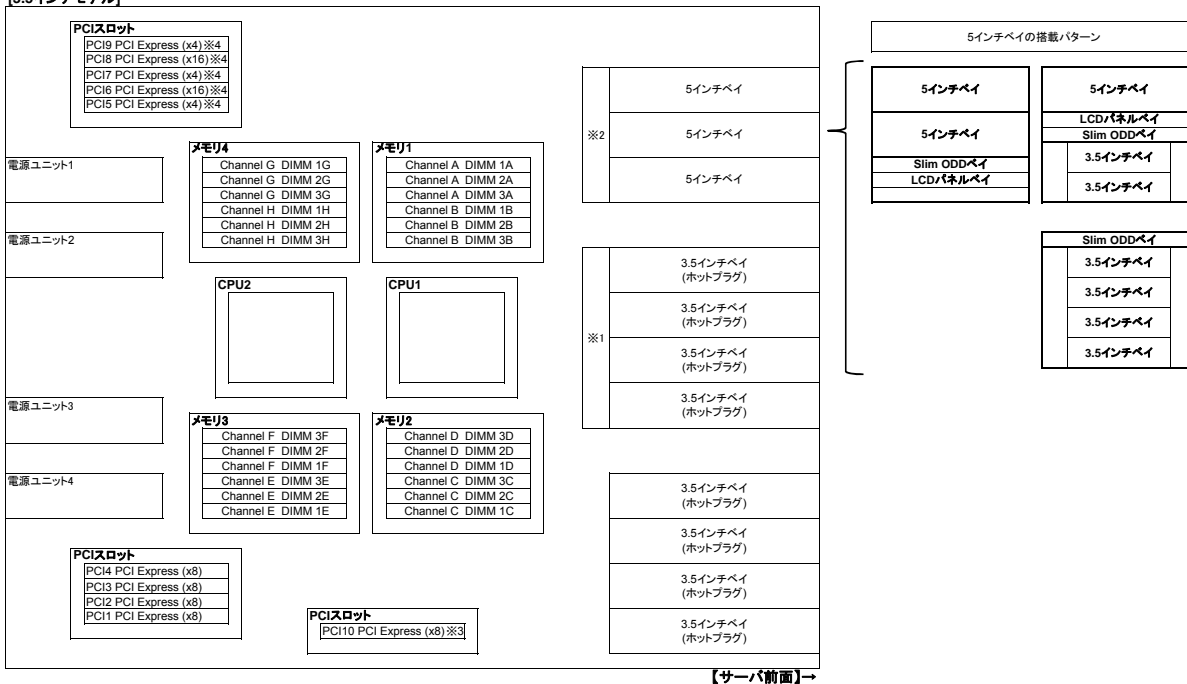 [3.5インチモデル]
PCIスロット
PCI9 PCI Express (x4)※4
PCI8 PCI Express (x16)※4
PCI7 PCI Express (x4)※4
PCI6 PCI Express (x16)※4
PCI5 PCI Express (x4)※4
電源ユニット1
電源ユニット2
電源ユニット3
電源ユニット4
メモリ4
Channel G DIMM 1G
Channel G DIMM 2G
Channel G DIMM 3G
Channel H DIMM 1H
Channel H DIMM 2H
Channel H DIMM 3H
メモリ1
Channel A DIMM 1A
Channel A DIMM 2A
Channel A DIMM 3A
Channel B DIMM 1B
Channel B DIMM 2B
Channel B DIMM 3B
CPU2
CPU1
メモリ3
Channel F DIMM 3F
Channel F DIMM 2F
Channel F DIMM 1F
Channel E DIMM 3E
Channel E DIMM 2E
Channel E DIMM 1E
メモリ2
Channel D DIMM 3D
Channel D DIMM 2D
Channel D DIMM 1D
Channel C DIMM 3C
Channel C DIMM 2C
Channel C DIMM 1C
PCIスロット
PCI4 PCI Express (x8)
PCI3 PCI Express (x8)
PCI2 PCI Express (x8)
PCI1 PCI Express (x8)
PCIスロット
PCI10 PCI Express (x8)※3
※2
5インチベイ
5インチベイ
5インチベイ
※1
3.5インチベイ
(ホットプラグ)
3.5インチベイ
(ホットプラグ)
3.5インチベイ
(ホットプラグ)
3.5インチベイ
(ホットプラグ)
3.5インチベイ
(ホットプラグ)
3.5インチベイ
(ホットプラグ)
3.5インチベイ
(ホットプラグ)
3.5インチベイ
(ホットプラグ)
【サーバ前面】→
5インチベイの搭載パターン
5インチベイ
5インチベイ
Slim ODDベイ
LCDパネルベイ
5インチベイ
LCDパネルベイ
Slim ODDベイ
3.5インチベイ
3.5インチベイ
Slim ODDベイ
3.5インチベイ
3.5インチベイ
3.5インチベイ
3.5インチベイ